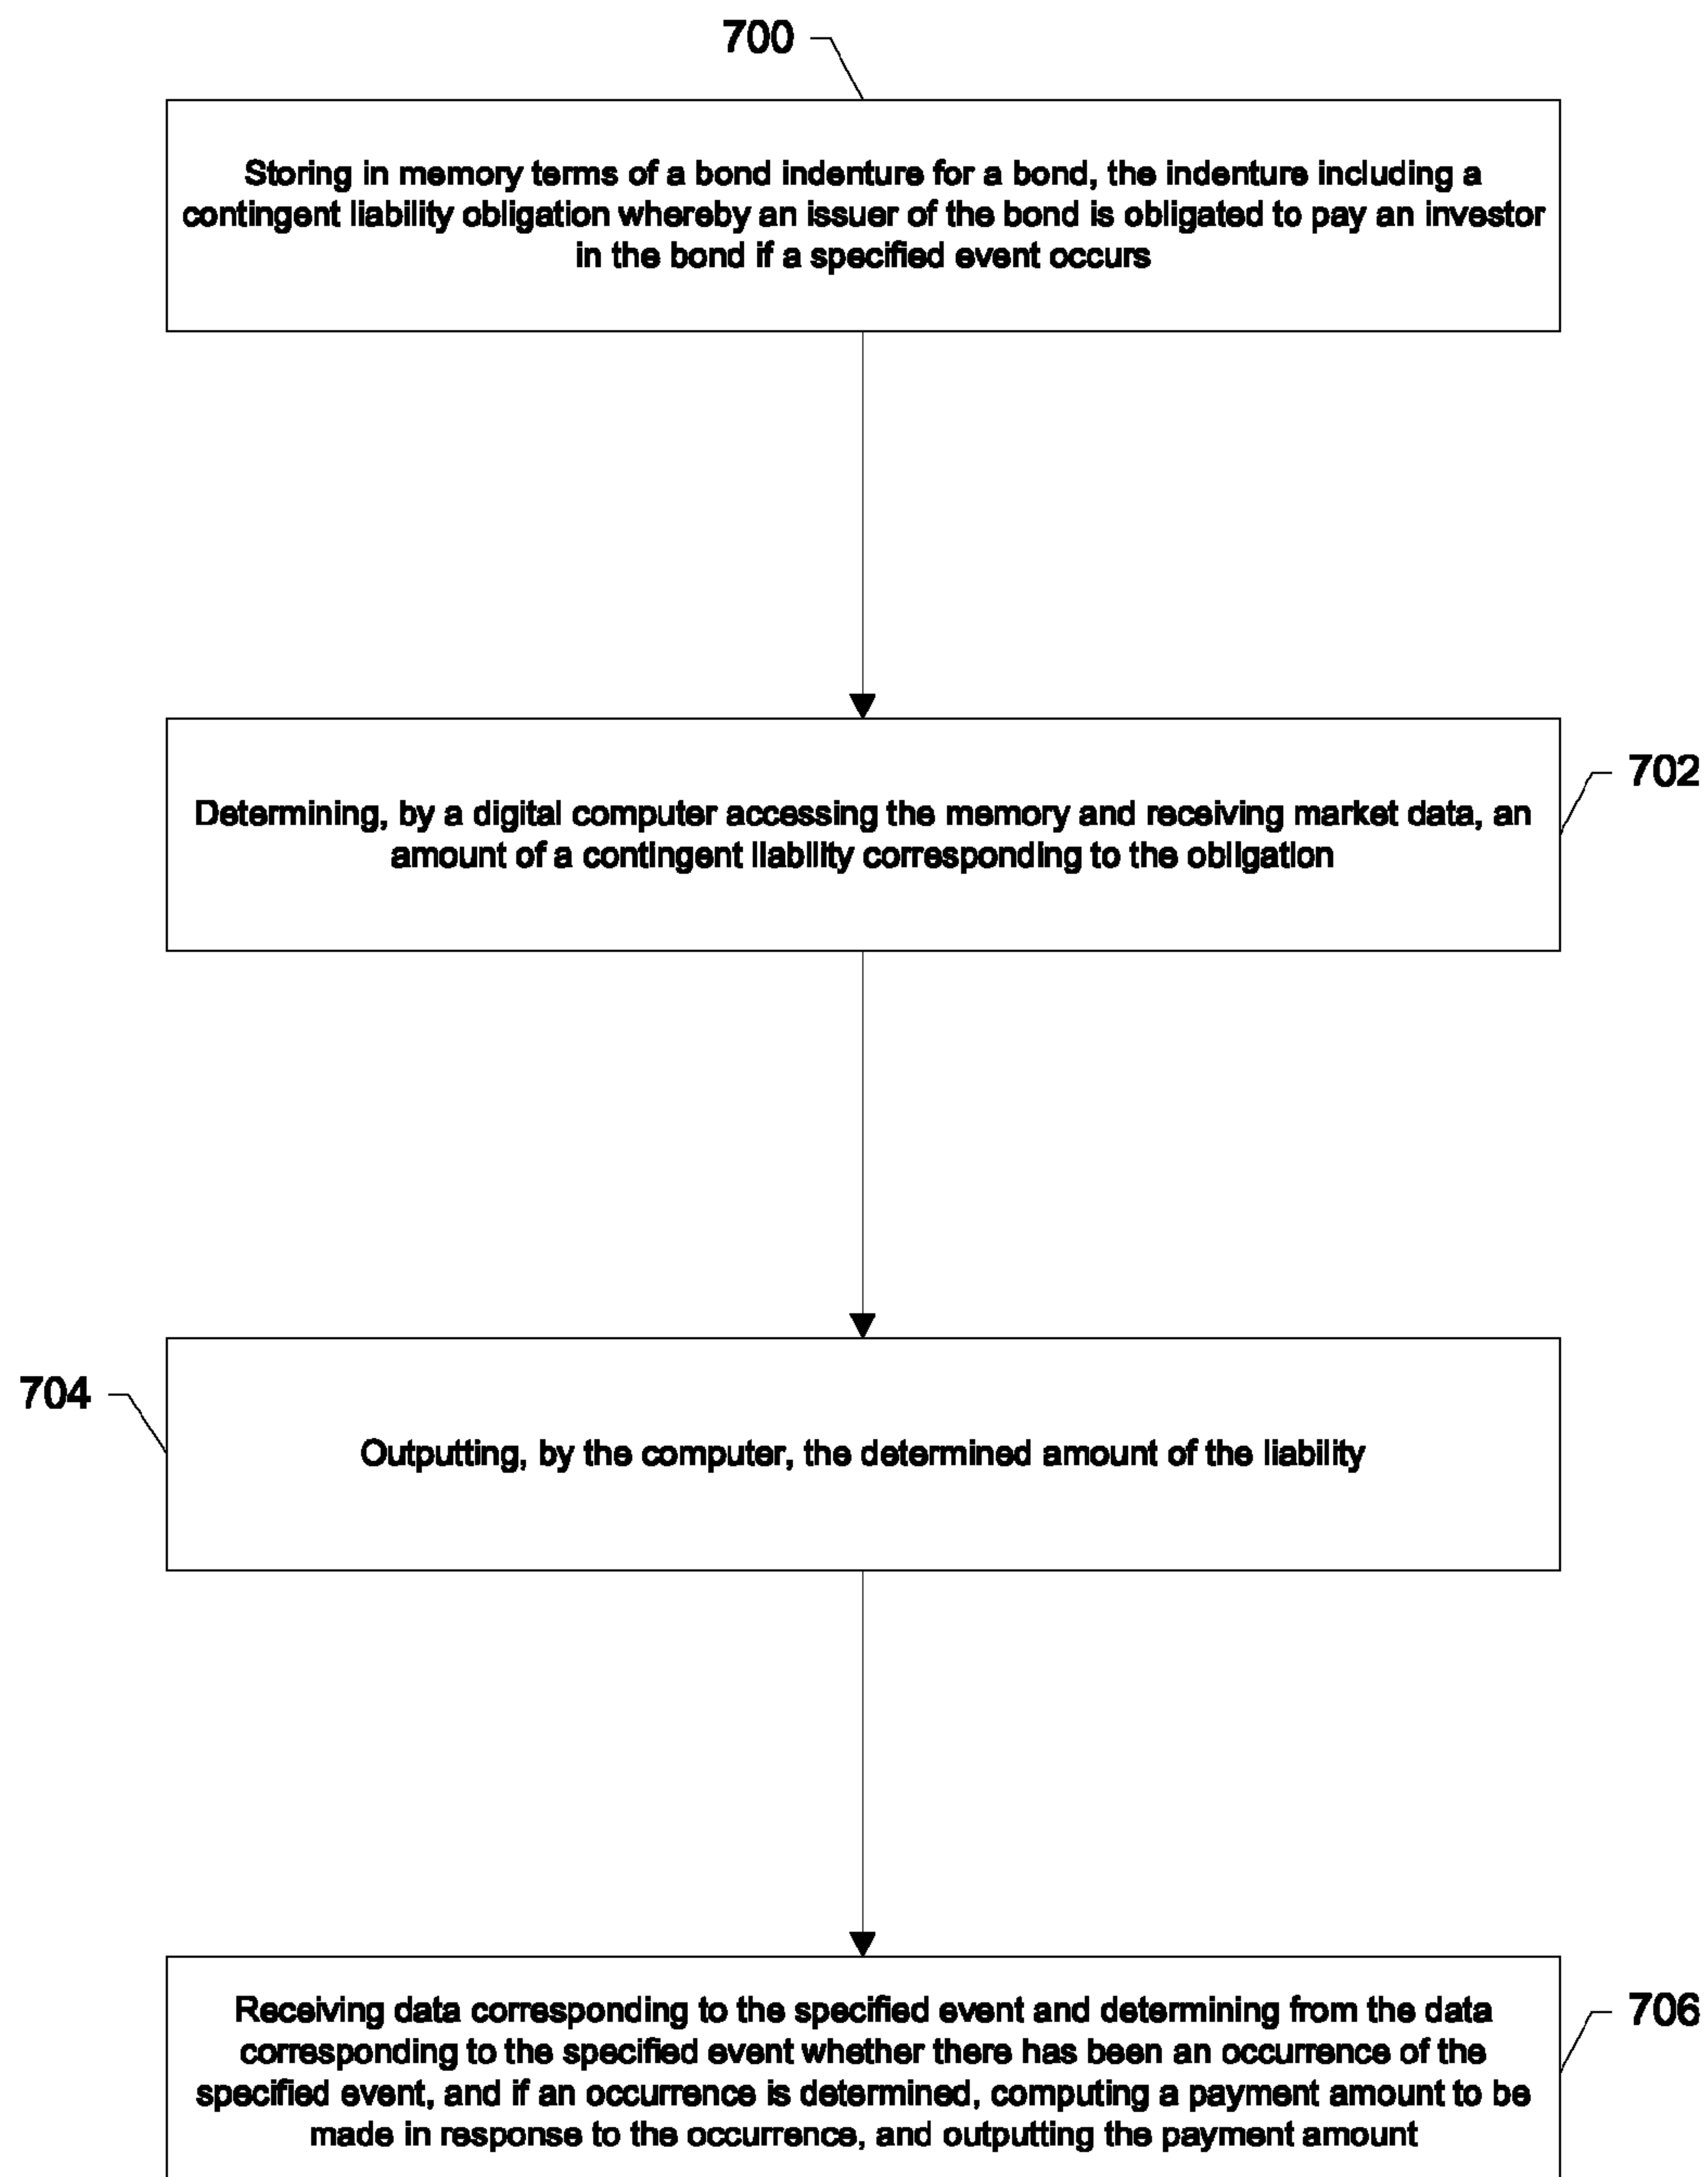 700
Storing in memory terms of a bond indenture for a bond, the indenture including a
contingent liability obligation whereby an issuer of the bond is obligated to pay an investor
in the bond if a specified event occurs
702
Determining, by a digital computer accessing the memory and receiving market data, an
amount of a contingent liability corresponding to the obligation
704
Outputting, by the computer, the determined amount of the liability
706
Receiving data corresponding to the specified event and determining from the data
corresponding to the specified event whether there has been an occurrence of the
specified event, and if an occurrence is determined, computing a payment amount to be
made in response to the occurrence, and outputting the payment amount